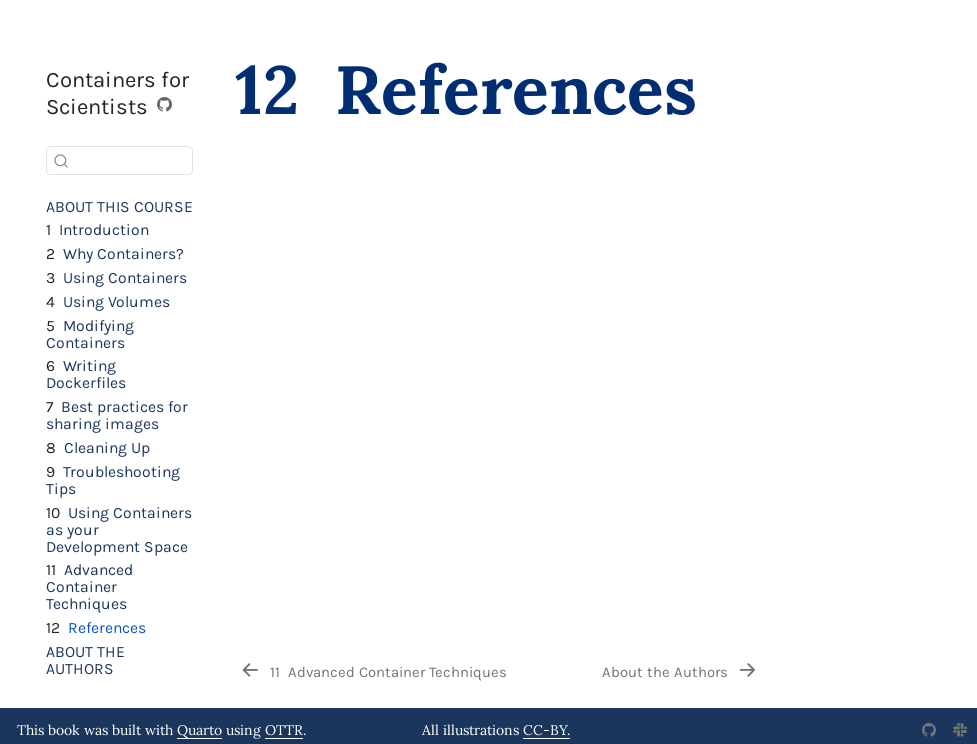 Containers for
Scientists
ABOUT THIS COURSE
1 Introduction
2 Why Containers?
3 Using Containers
4 Using Volumes
5 Modifying
Containers
6 Writing
Dockerfiles
7 Best practices for
sharing images
8 Cleaning Up
9 Troubleshooting
Tips
10 Using Containers
as your
Development Space
11 Advanced
Container
Techniques
12 References
ABOUT THE
AUTHORS
12 References
11 Advanced Container Techniques
About the Authors
This book was built with Quarto using OTTR.
All illustrations CC-BY.